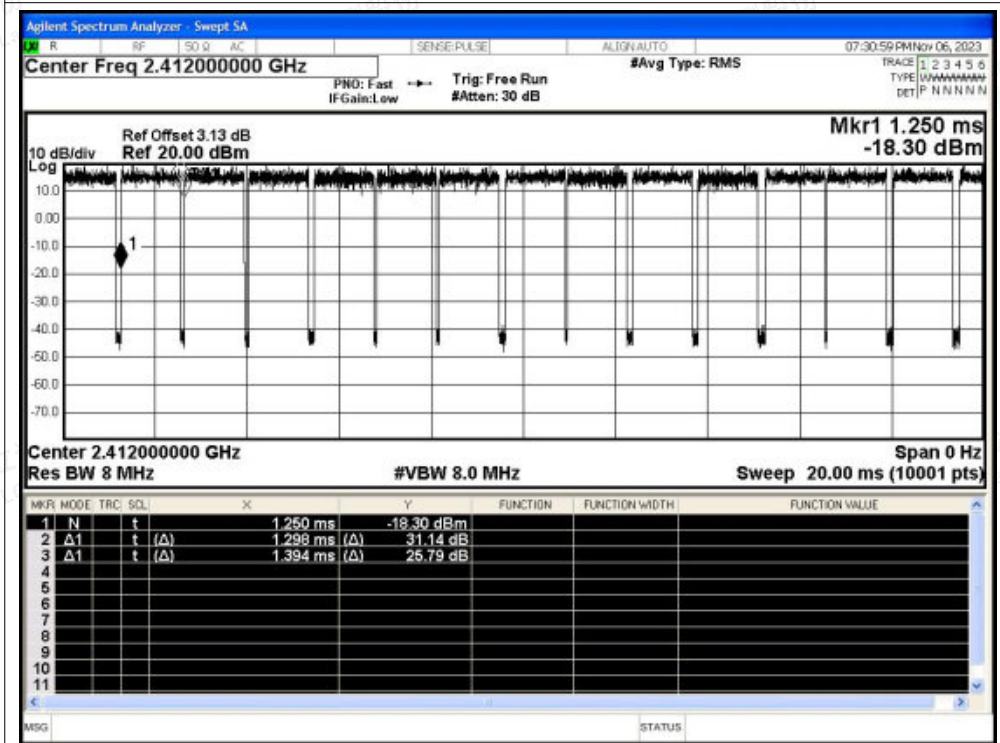 Agilent Spectrum Analyzer - Swept SA
LXI R RF 50 Ω AC SENSE:PULSE ALIGN AUTO 07:30:59 PM Nov 06, 2023
Center Freq 2.412000000 GHz #Avg Type: RMS TRACE 1 2 3 4 5 6
PNO: Fast Trig: Free Run TYPE WWWWWW
IFGain:Low #Atten: 30 dB DET P N N N N N
Mkr1 1.250 ms
Ref Offset 3.13 dB
10 dB/div Ref 20.00 dBm -18.30 dBm
Log
10.0
0.00
1
-10.0
-20.0
-30.0
-40.0
-50.0
-60.0
-70.0
Center 2.412000000 GHz Span 0 Hz
Res BW 8 MHz #VBW 8.0 MHz Sweep 20.00 ms (10001 pts)
MKR MODE TRC SCL X Y FUNCTION FUNCTION WIDTH FUNCTION VALUE
1 N t 1.250 ms -18.30 dBm
2 Δ1 t (Δ) 1.298 ms (Δ) 31.14 dB
3 Δ1 t (Δ) 1.394 ms (Δ) 25.79 dB
4
5
6
7
8
9
10
11
MSG STATUS